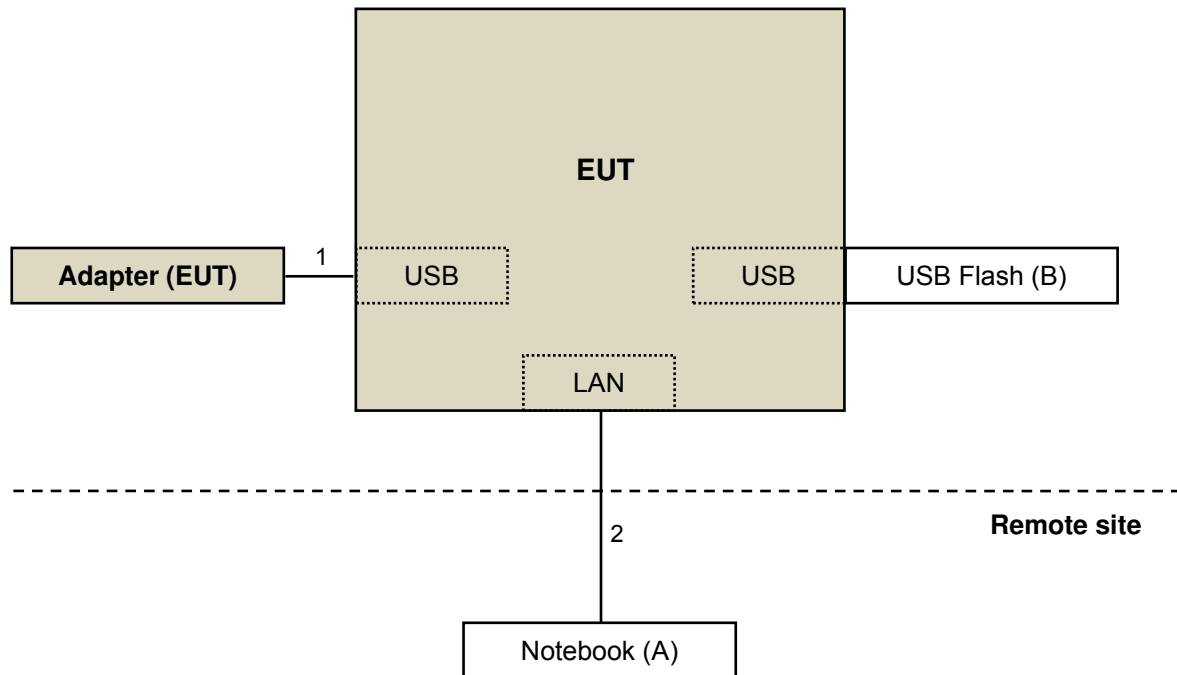 EUT
Adapter (EUT)
1
USB
USB
USB Flash (B)
LAN
Remote site
2
Notebook (A)